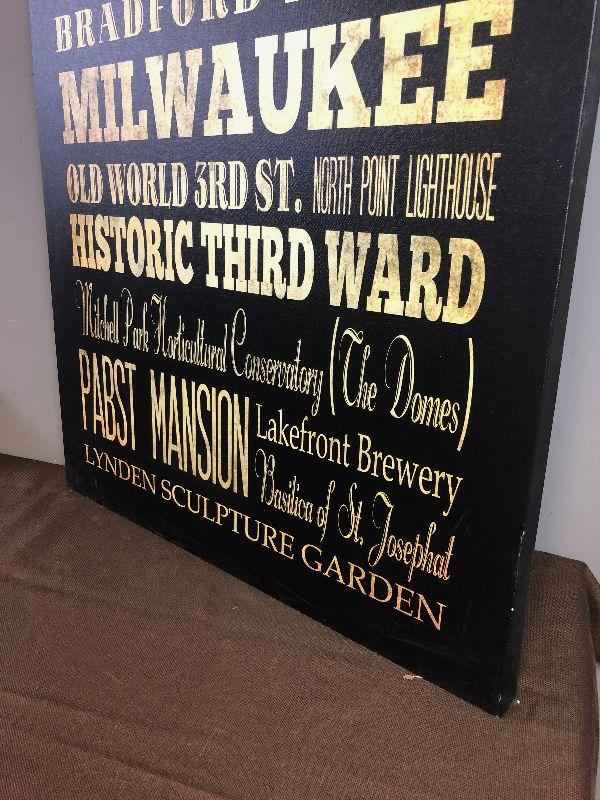 BRADFORD
MILWAUKEE
OLD WORLD 3RD ST. NORTH POINT LIGHTHOUSE
HISTORIC THIRD WARD
Mitchell Park Horticultural Conservatory (The Domes)
PABST MANSION
Lakefront Brewery
Basilica of St. Josephat
LYNDEN SCULPTURE GARDEN